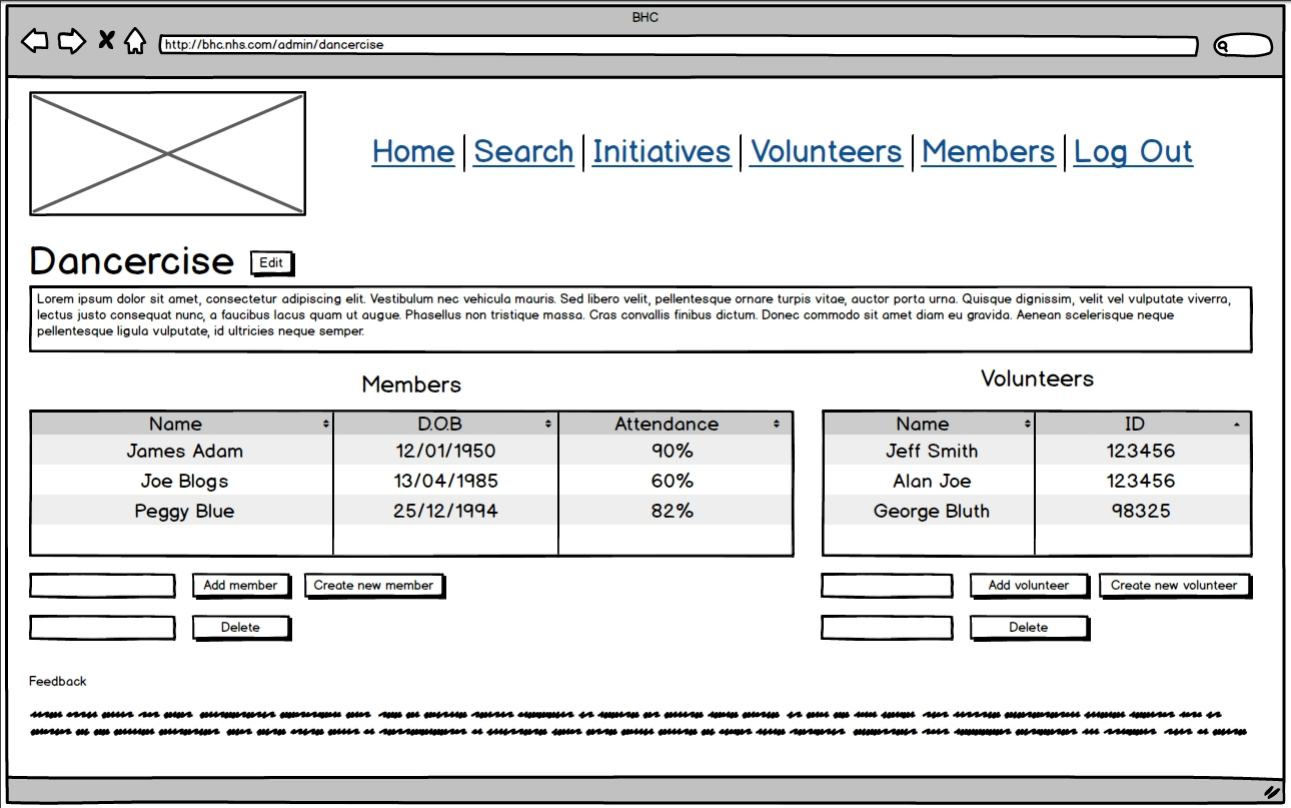 BHC
http://bhc.nhs.com/admin/dancercise
Home Search Initiatives Volunteers Members Log Out
Dancercise Edit
Lorem ipsum dolor sit amet, consectetur adipiscing elit. Vestibulum nec vehicula mauris. Sed libero velit, pellentesque ornare turpis vitae, auctor porta urna. Quisque dignissim, velit vel vulputate viverra,
lectus justo consequat nunc, a faucibus lacus quam ut augue. Phasellus non tristique massa. Cras convallis finibus dictum. Donec commodo sit amet diam eu gravida. Aenean scelerisque neque
pellentesque ligula vulputate, id ultricies neque semper.
Members
Name D.O.B Attendance
James Adam 12/01/1950 90%
Joe Blogs 13/04/1985 60%
Peggy Blue 25/12/1994 82%
Add member Create new member
Delete
Volunteers
Name ID
Jeff Smith 123456
Alan Joe 123456
George Bluth 98325
Add volunteer Create new volunteer
Delete
Feedback